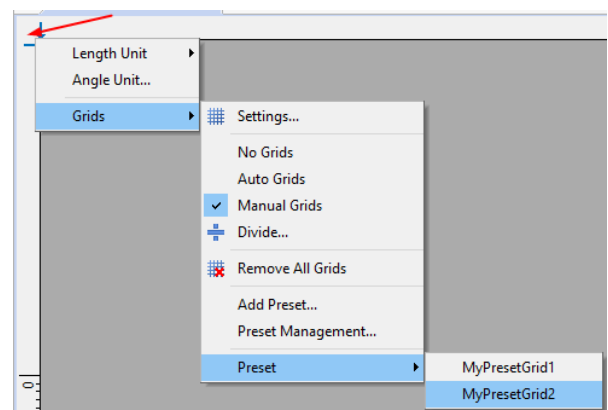 Length Unit
Angle Unit...
Grids
Settings...
No Grids
Auto Grids
Manual Grids
Divide...
Remove All Grids
Add Preset...
Preset Management...
Preset
MyPresetGrid1
MyPresetGrid2
0